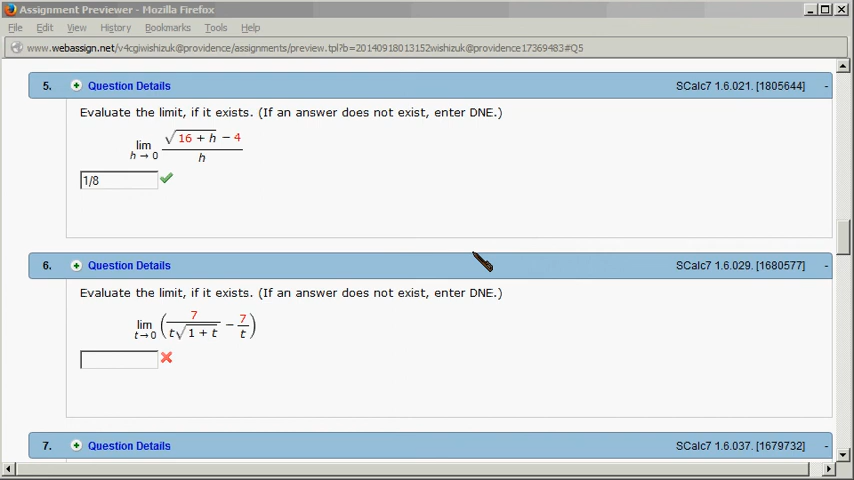 Assignment Previewer - Mozilla Firefox
File Edit View History Bookmarks Tools Help
www.webassign.net/v4cgiwishizuk@providence/assignments/preview.tpl?b=20140918013152wishizuk@providence17369483#Q5
5. Question Details SCalc7 1.6.021. [1805644] -
Evaluate the limit, if it exists. (If an answer does not exist, enter DNE.)
lim h → 0 (√(16 + h) − 4) / h
1/8
6. Question Details SCalc7 1.6.029. [1680577] -
Evaluate the limit, if it exists. (If an answer does not exist, enter DNE.)
lim t→0 (7 / (t√(1 + t)) − 7 / t)
7. Question Details SCalc7 1.6.037. [1679732] -